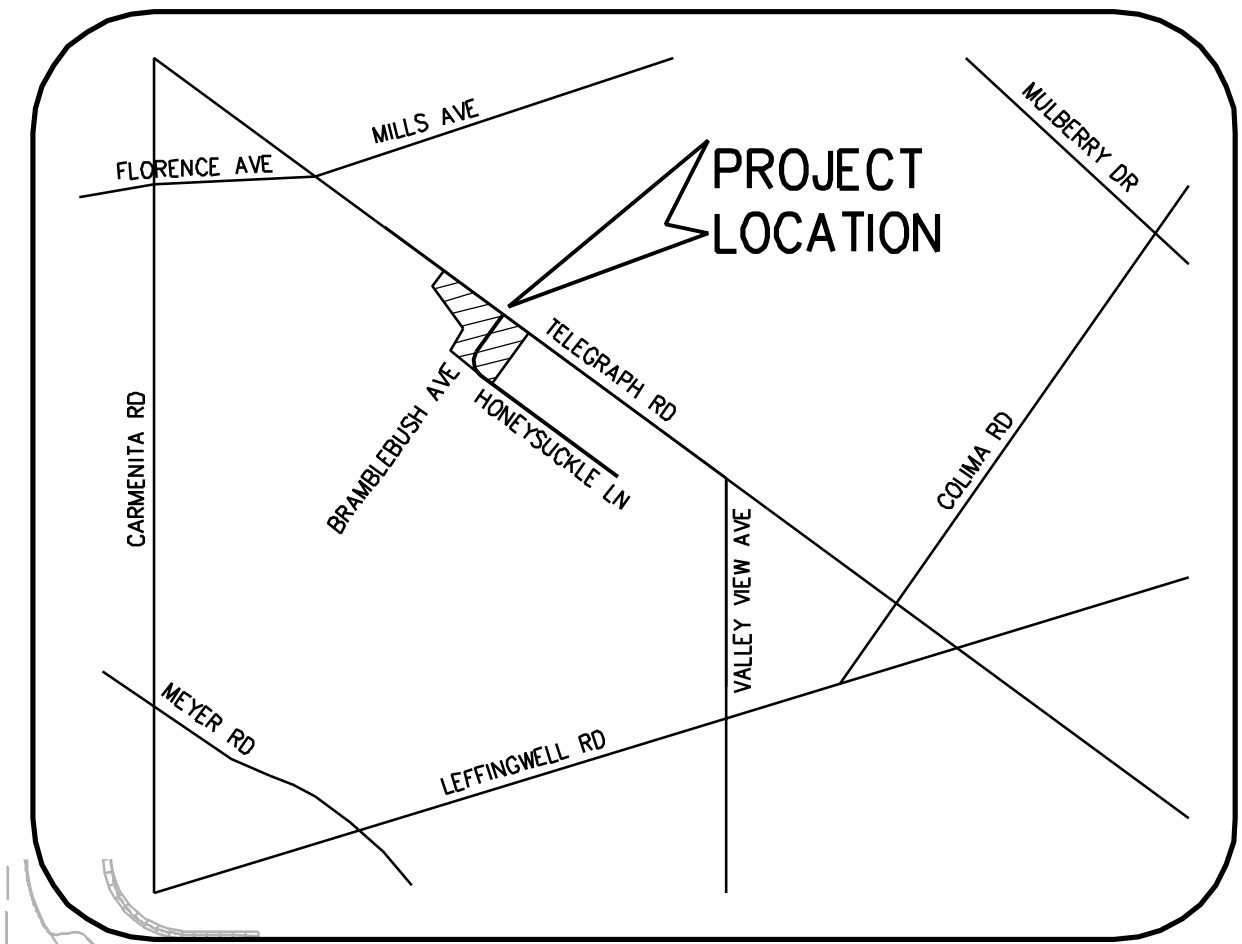 MILLS AVE
FLORENCE AVE
MULBERRY DR
PROJECT
LOCATION
TELEGRAPH RD
BRAMBLEBUSH AVE
HONEYSUCKLE LN
CARMENITA RD
COLIMA RD
VALLEY VIEW AVE
MEYER RD
LEFFINGWELL RD